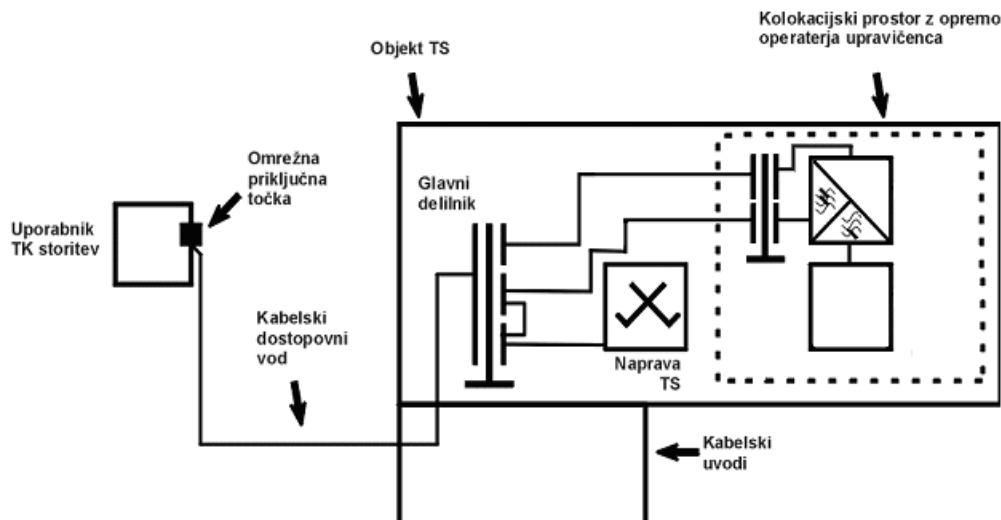 Kolokacijski prostor z opremo
operaterja upravičenca
Objekt TS
Omrežna
priključna
točka
Glavni
delilnik
Uporabnik
TK storitev
Kabelski
dostopovni
vod
Naprava
TS
Kabelski
uvodi